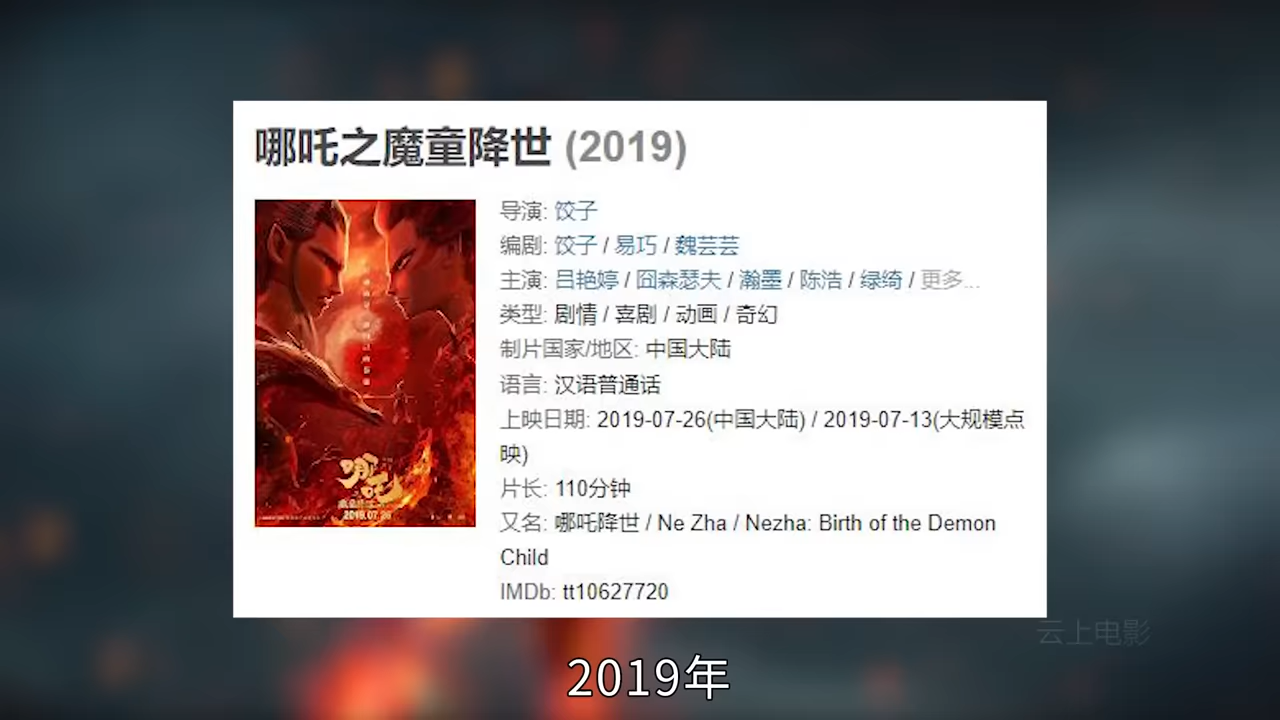 哪吒之魔童降世 (2019)
导演: 饺子
编剧: 饺子 / 易巧 / 魏芸芸
主演: 吕艳婷 / 囧森瑟夫 / 瀚墨 / 陈浩 / 绿绮 / 更多...
类型: 剧情 / 喜剧 / 动画 / 奇幻
制片国家/地区: 中国大陆
语言: 汉语普通话
上映日期: 2019-07-26(中国大陆) / 2019-07-13(大规模点
映)
片长: 110分钟
又名: 哪吒降世 / Ne Zha / Nezha: Birth of the Demon
Child
IMDb: tt10627720
哪吒
2019.07.26
云上电影
2019年